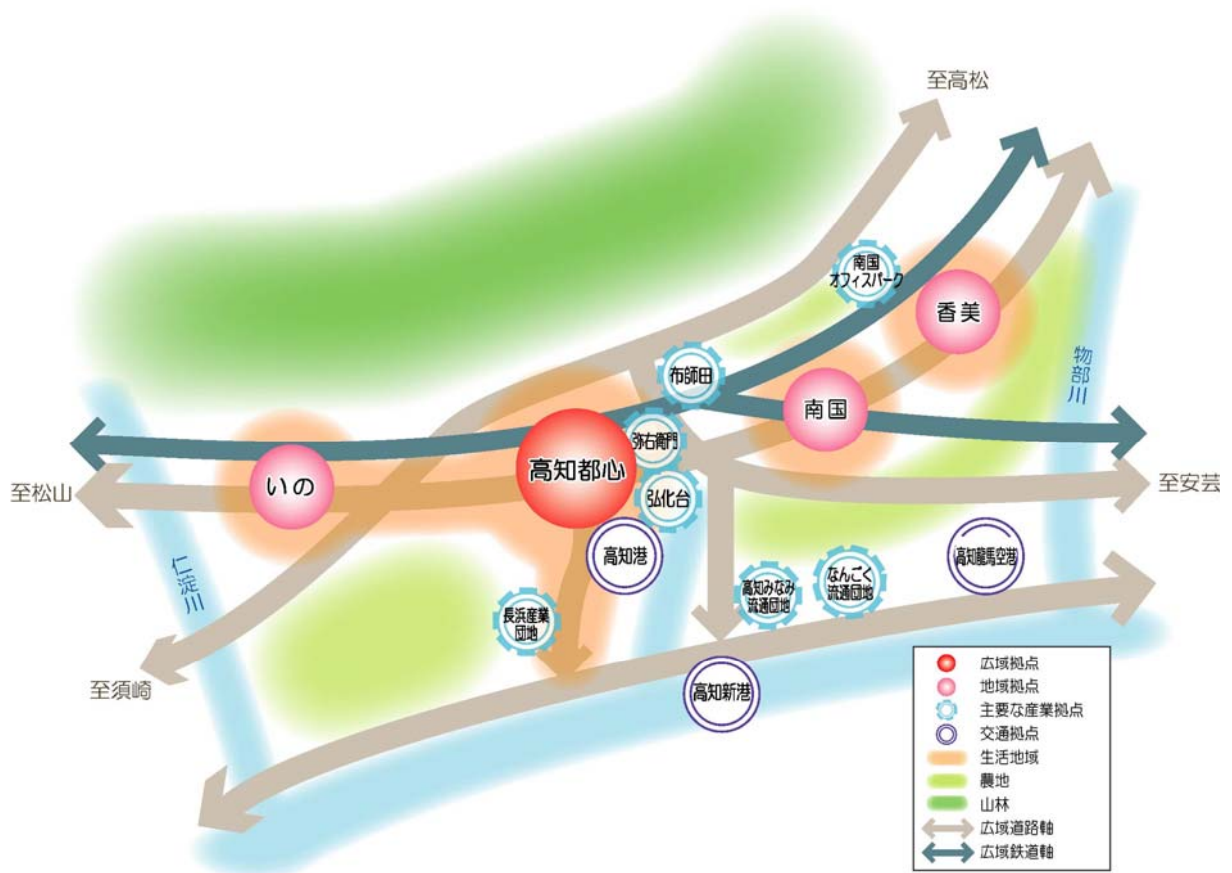 至高松
南国
オフィスパーク
香美
物部川
布師田
南国
弥右衛門
高知都心
いの
至松山
弘化台
至安芸
高知港
高知龍馬空港
仁淀川
なんごく
流通団地
高知みなみ
流通団地
長浜産業
団地
至須崎
高知新港
広域拠点
地域拠点
主要な産業拠点
交通拠点
生活地域
農地
山林
広域道路軸
広域鉄道軸